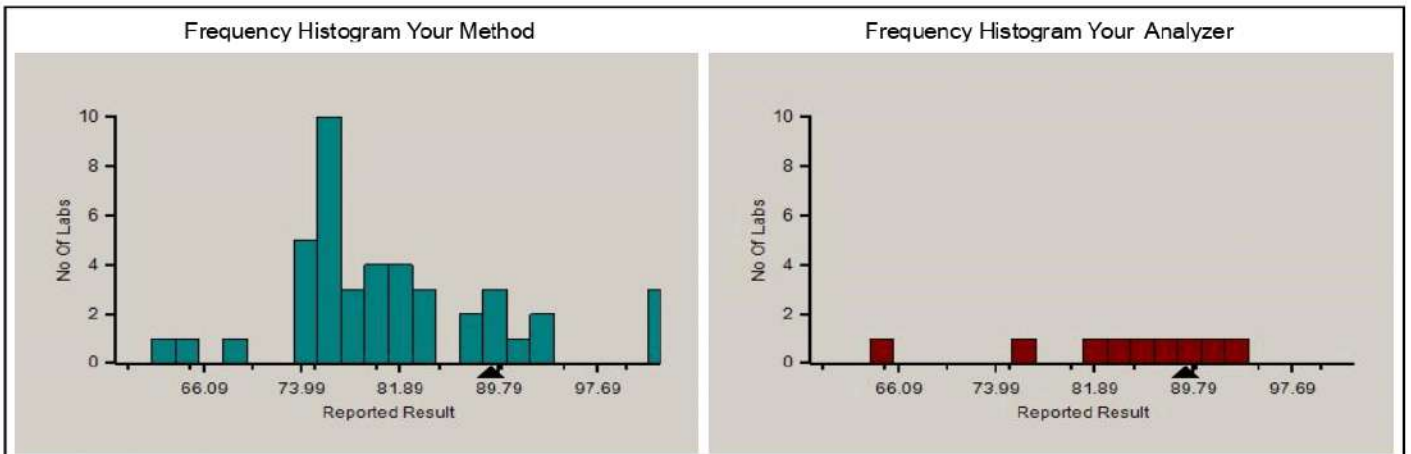 Frequency Histogram Your Method
10
8
6
4
2
0
No Of Labs
66.09 73.99 81.89 89.79 97.69
Reported Result
Frequency Histogram Your Analyzer
10
8
6
4
2
0
No Of Labs
66.09 73.99 81.89 89.79 97.69
Reported Result